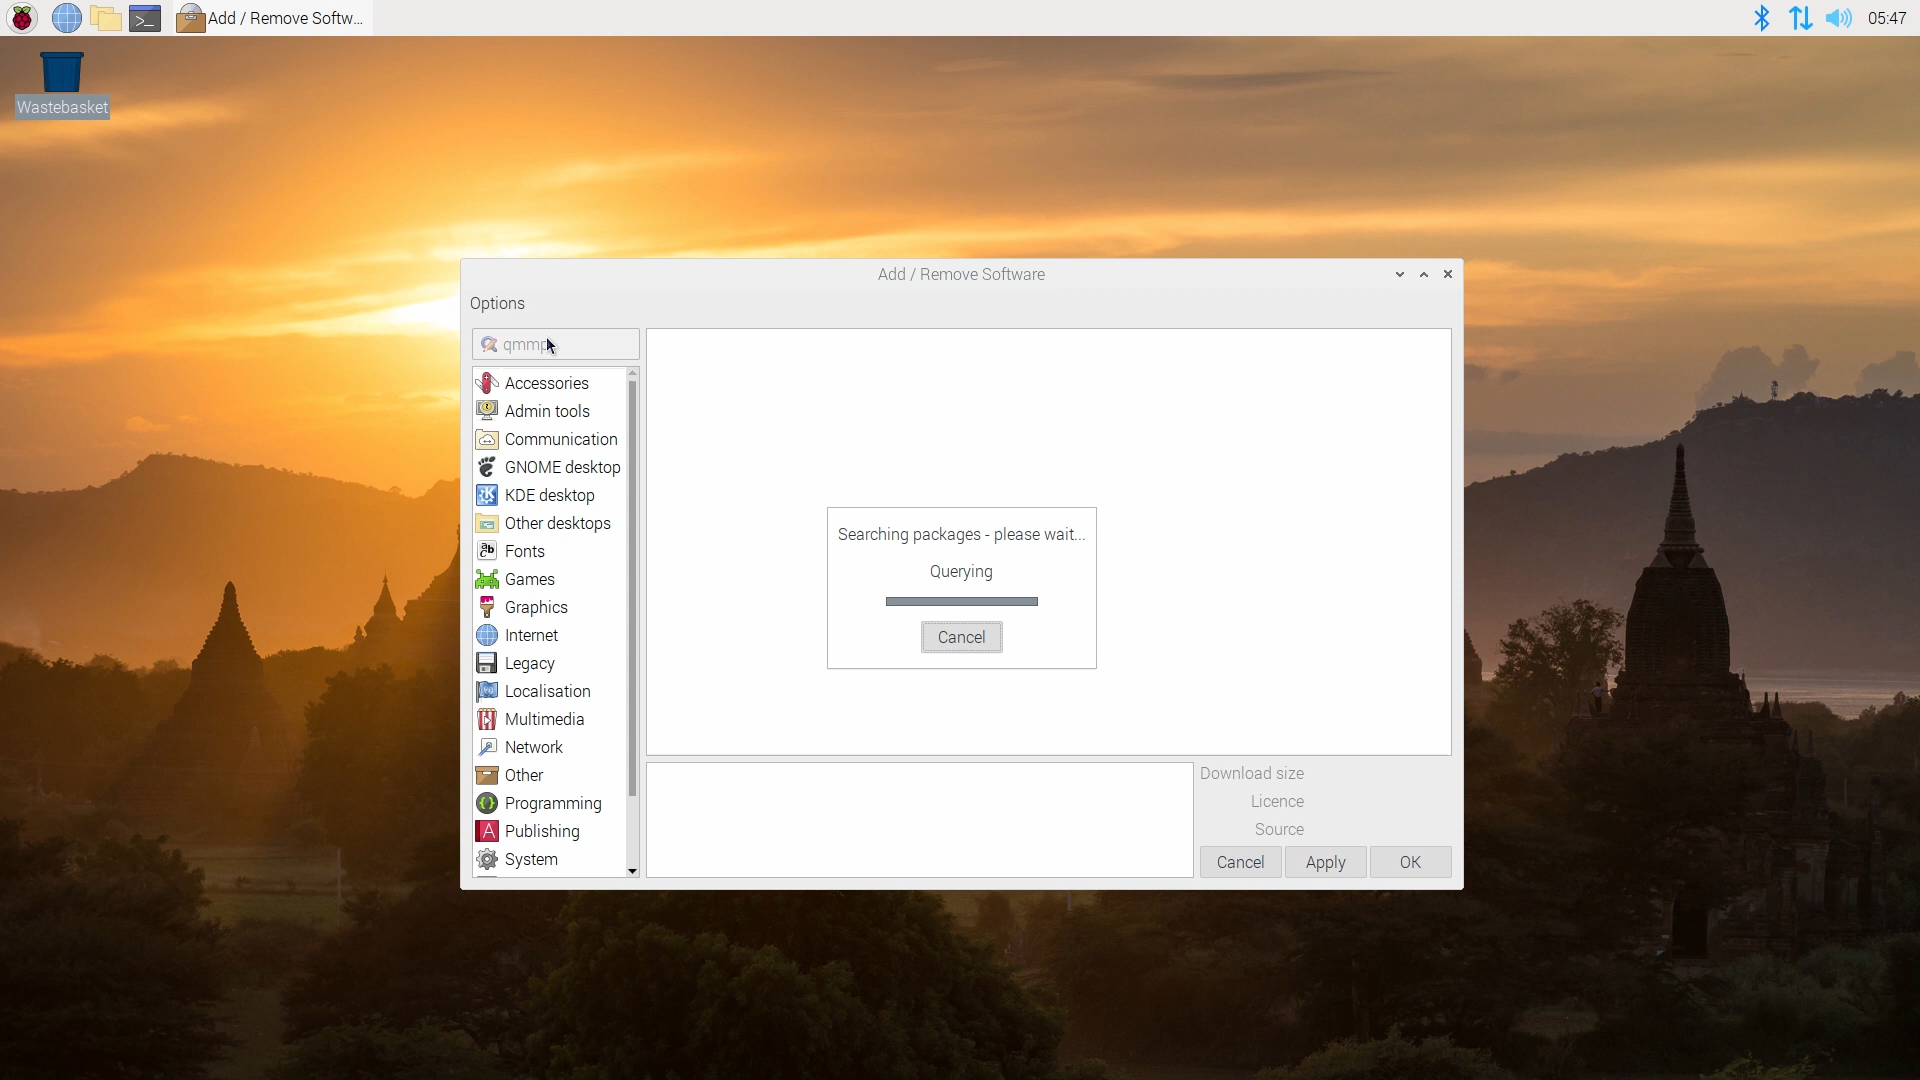 Add / Remove Softw...
05:47
Wastebasket
Add / Remove Software
Options
qmmp
Accessories
Admin tools
Communication
GNOME desktop
KDE desktop
Other desktops
Fonts
Games
Graphics
Internet
Legacy
Localisation
Multimedia
Network
Other
Programming
Publishing
System
Searching packages - please wait...
Querying
Cancel
Download size
Licence
Source
Cancel
Apply
OK